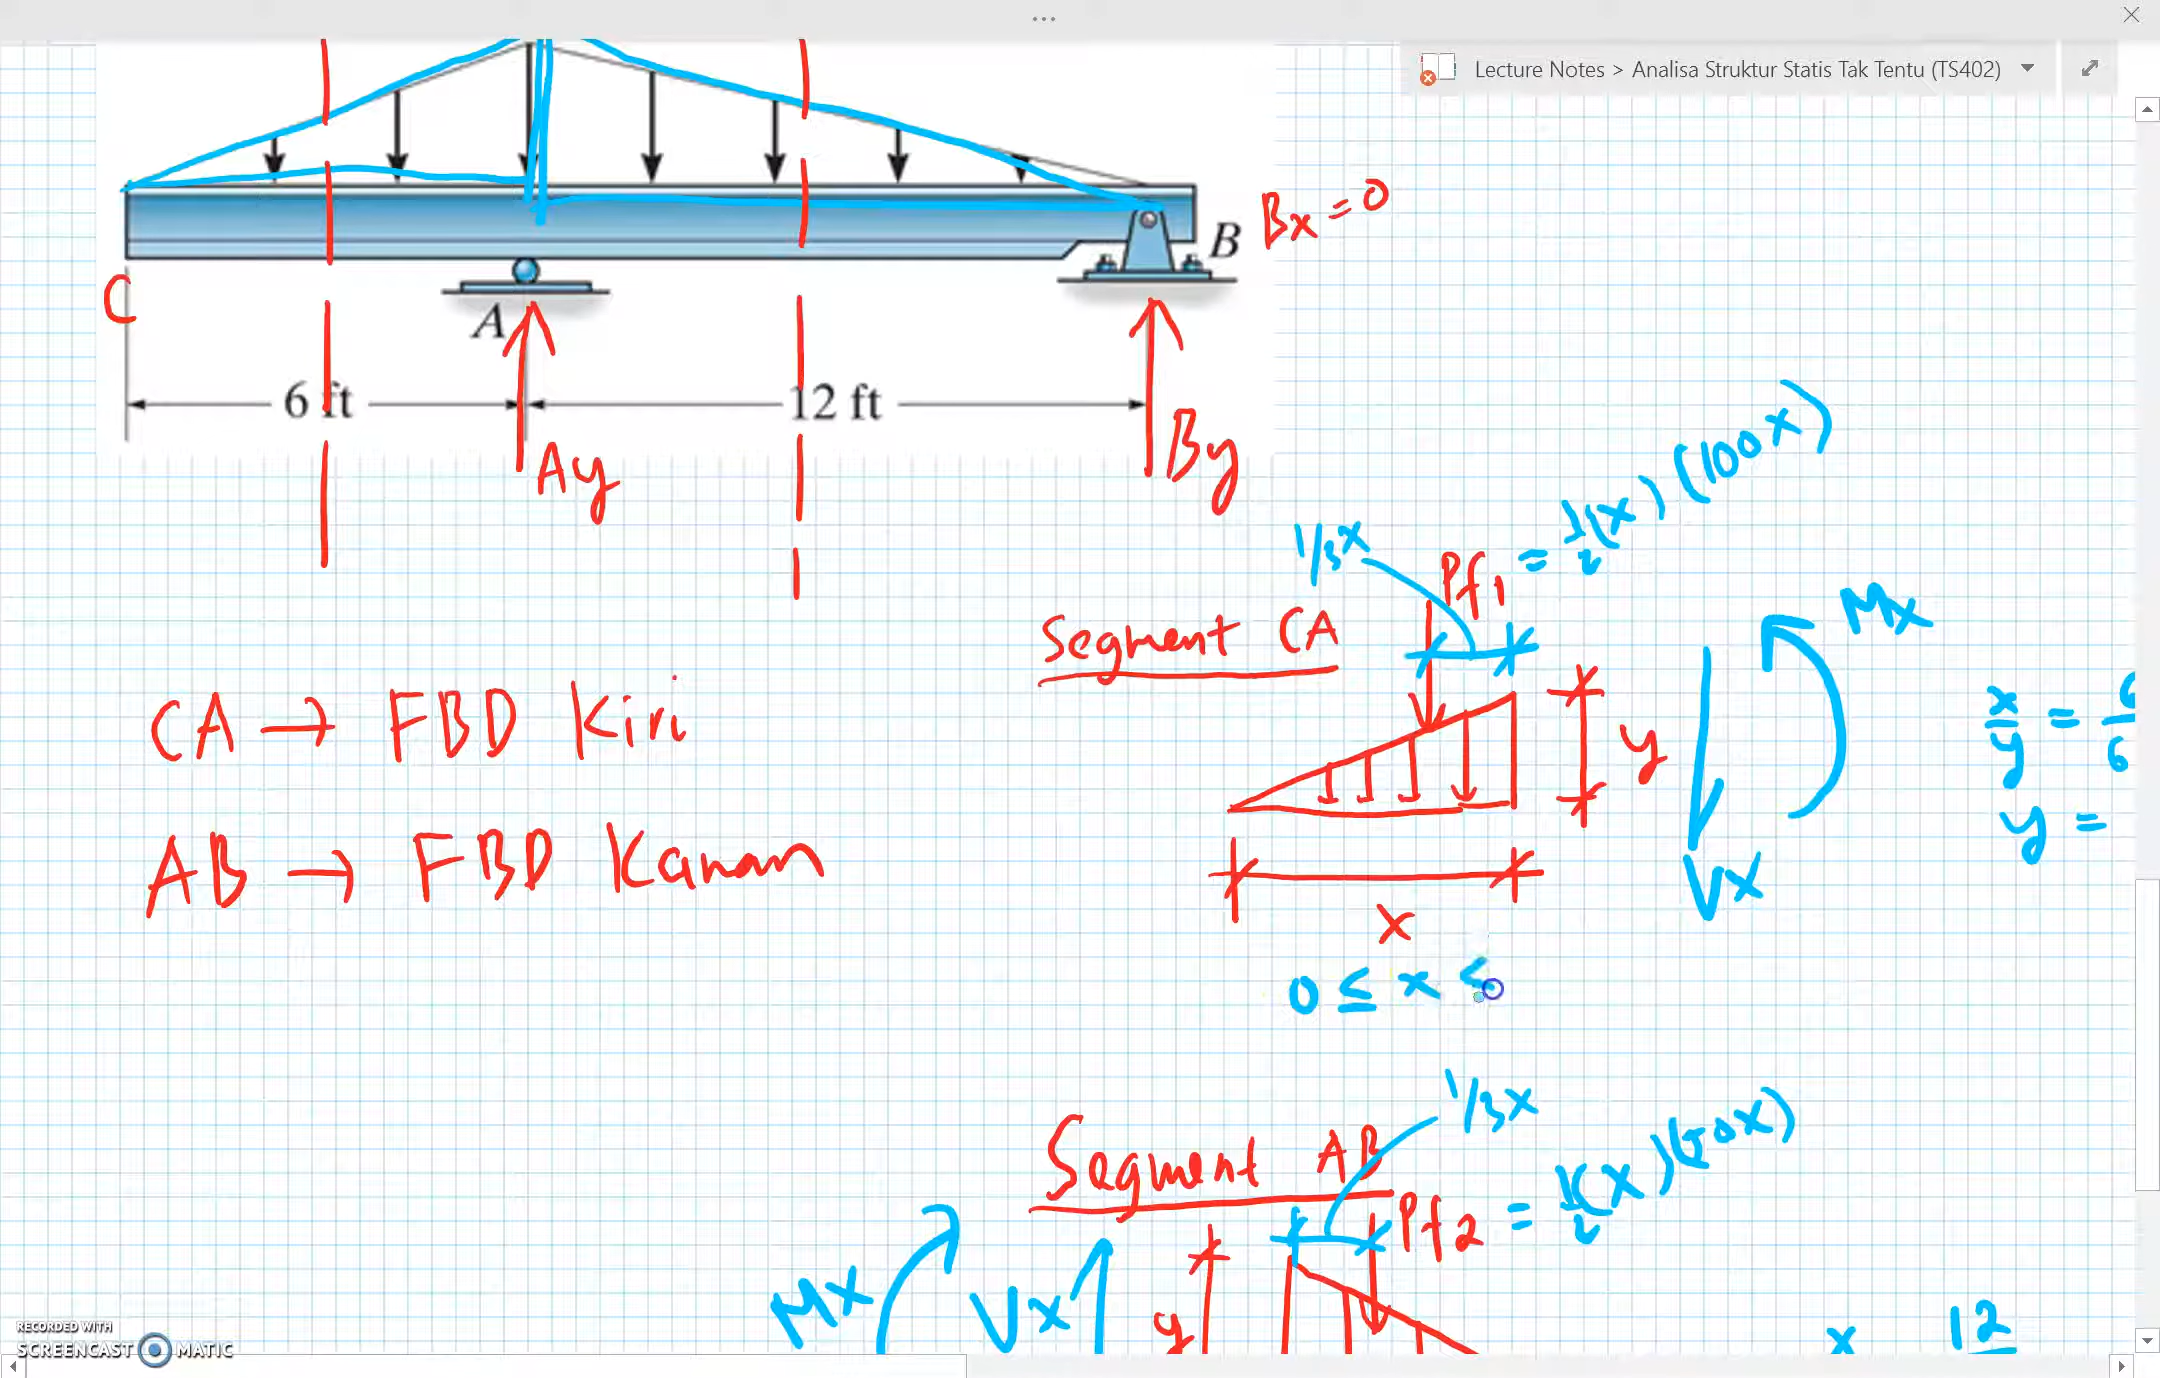 Lecture Notes > Analisa Struktur Statis Tak Tentu (TS402)
Bx = 0
B
C
A
6 ft
12 ft
Ay
By
1/3x
Pf1 = 1/2 (x) (100x)
Segment CA
Mx
y
Vx
x/y = 6
y =
x
0 ≤ x ≤
CA → FBD Kiri
AB → FBD Kanan
Segment AB
1/3x
Pf2 = 1/2 (x) (50x)
Mx
Vx
y
x
12
RECORDED WITH
SCREENCAST MATIC